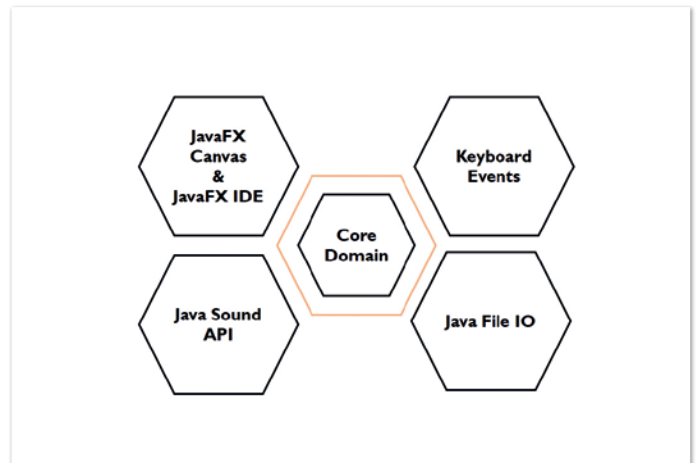 JavaFX
Canvas
&
JavaFX IDE
Keyboard
Events
Core
Domain
Java Sound
API
Java File IO